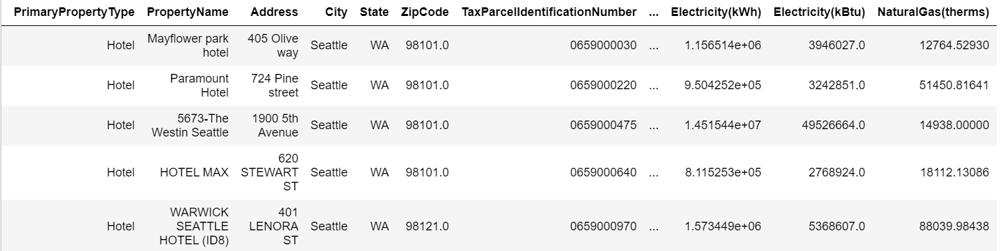 PrimaryPropertyType PropertyName Address City State ZipCode TaxParcelIdentificationNumber ... Electricity(kWh) Electricity(kBtu) NaturalGas(therms)
Hotel Mayflower park hotel 405 Olive way Seattle WA 98101.0 0659000030 ... 1.156514e+06 3946027.0 12764.52930
Hotel Paramount Hotel 724 Pine street Seattle WA 98101.0 0659000220 ... 9.504252e+05 3242851.0 51450.81641
Hotel 5673-The Westin Seattle 1900 5th Avenue Seattle WA 98101.0 0659000475 ... 1.451544e+07 49526664.0 14938.00000
Hotel HOTEL MAX 620 STEWART ST Seattle WA 98101.0 0659000640 ... 8.115253e+05 2768924.0 18112.13086
Hotel WARWICK SEATTLE HOTEL (ID8) 401 LENORA ST Seattle WA 98121.0 0659000970 ... 1.573449e+06 5368607.0 88039.98438